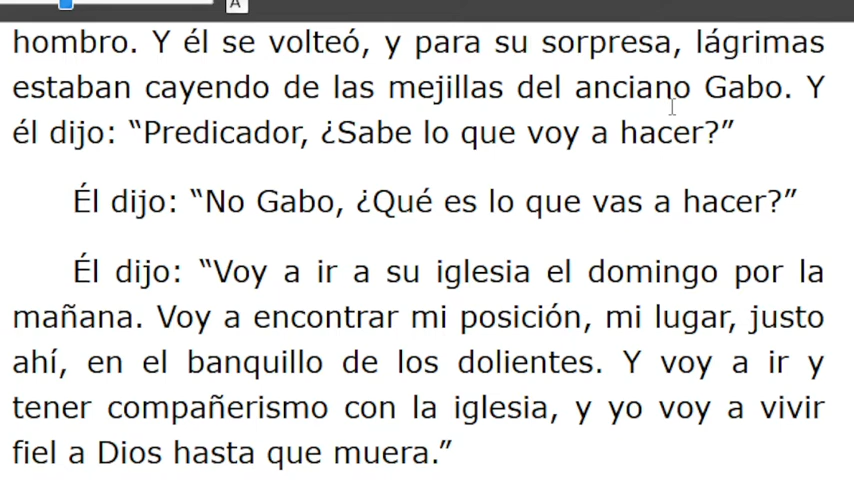 A
hombro. Y él se volteó, y para su sorpresa, lágrimas
estaban cayendo de las mejillas del anciano Gabo. Y
él dijo: “Predicador, ¿Sabe lo que voy a hacer?”
Él dijo: “No Gabo, ¿Qué es lo que vas a hacer?”
Él dijo: “Voy a ir a su iglesia el domingo por la
mañana. Voy a encontrar mi posición, mi lugar, justo
ahí, en el banquillo de los dolientes. Y voy a ir y
tener compañerismo con la iglesia, y yo voy a vivir
fiel a Dios hasta que muera.”